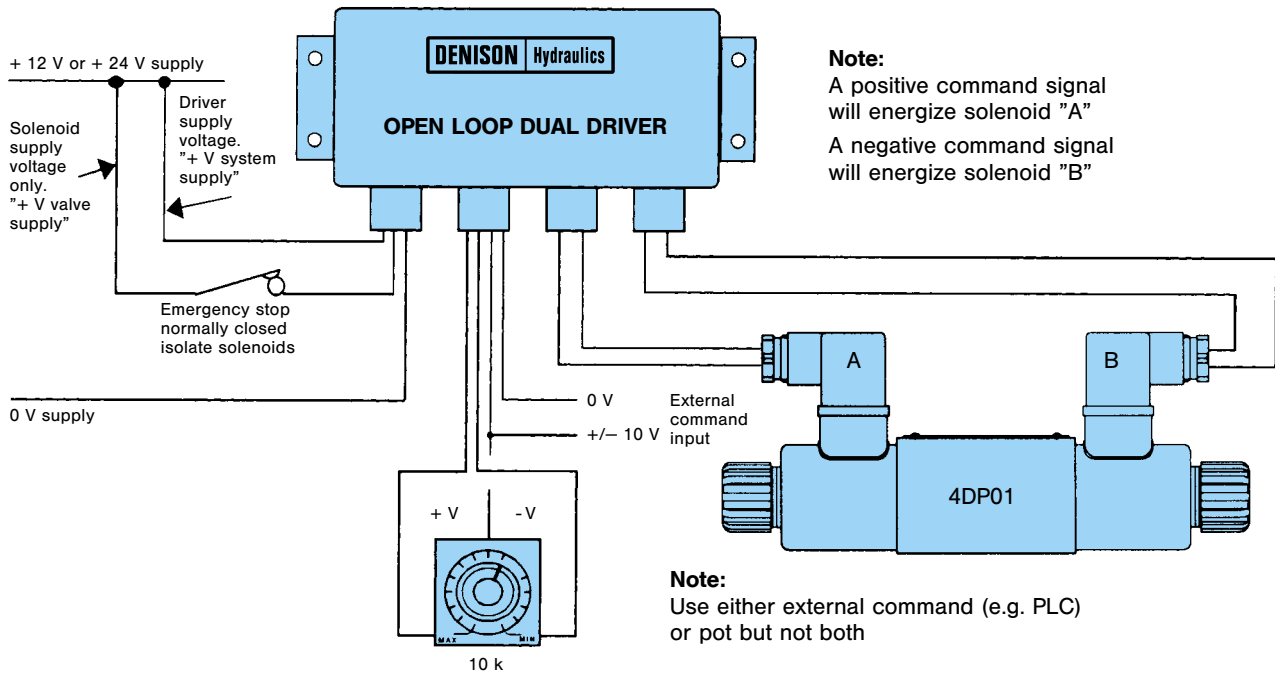 DENISON Hydraulics
OPEN LOOP DUAL DRIVER
+ 12 V or + 24 V supply
Solenoid
supply
voltage
only.
"+ V valve
supply"
Driver
supply
voltage.
"+ V system
supply"
Emergency stop
normally closed
isolate solenoids
0 V supply
Note:
A positive command signal
will energize solenoid "A"
A negative command signal
will energize solenoid "B"
0 V
+/– 10 V
External
command
input
+ V
- V
MAX
MIN
10 k
A
B
4DP01
Note:
Use either external command (e.g. PLC)
or pot but not both